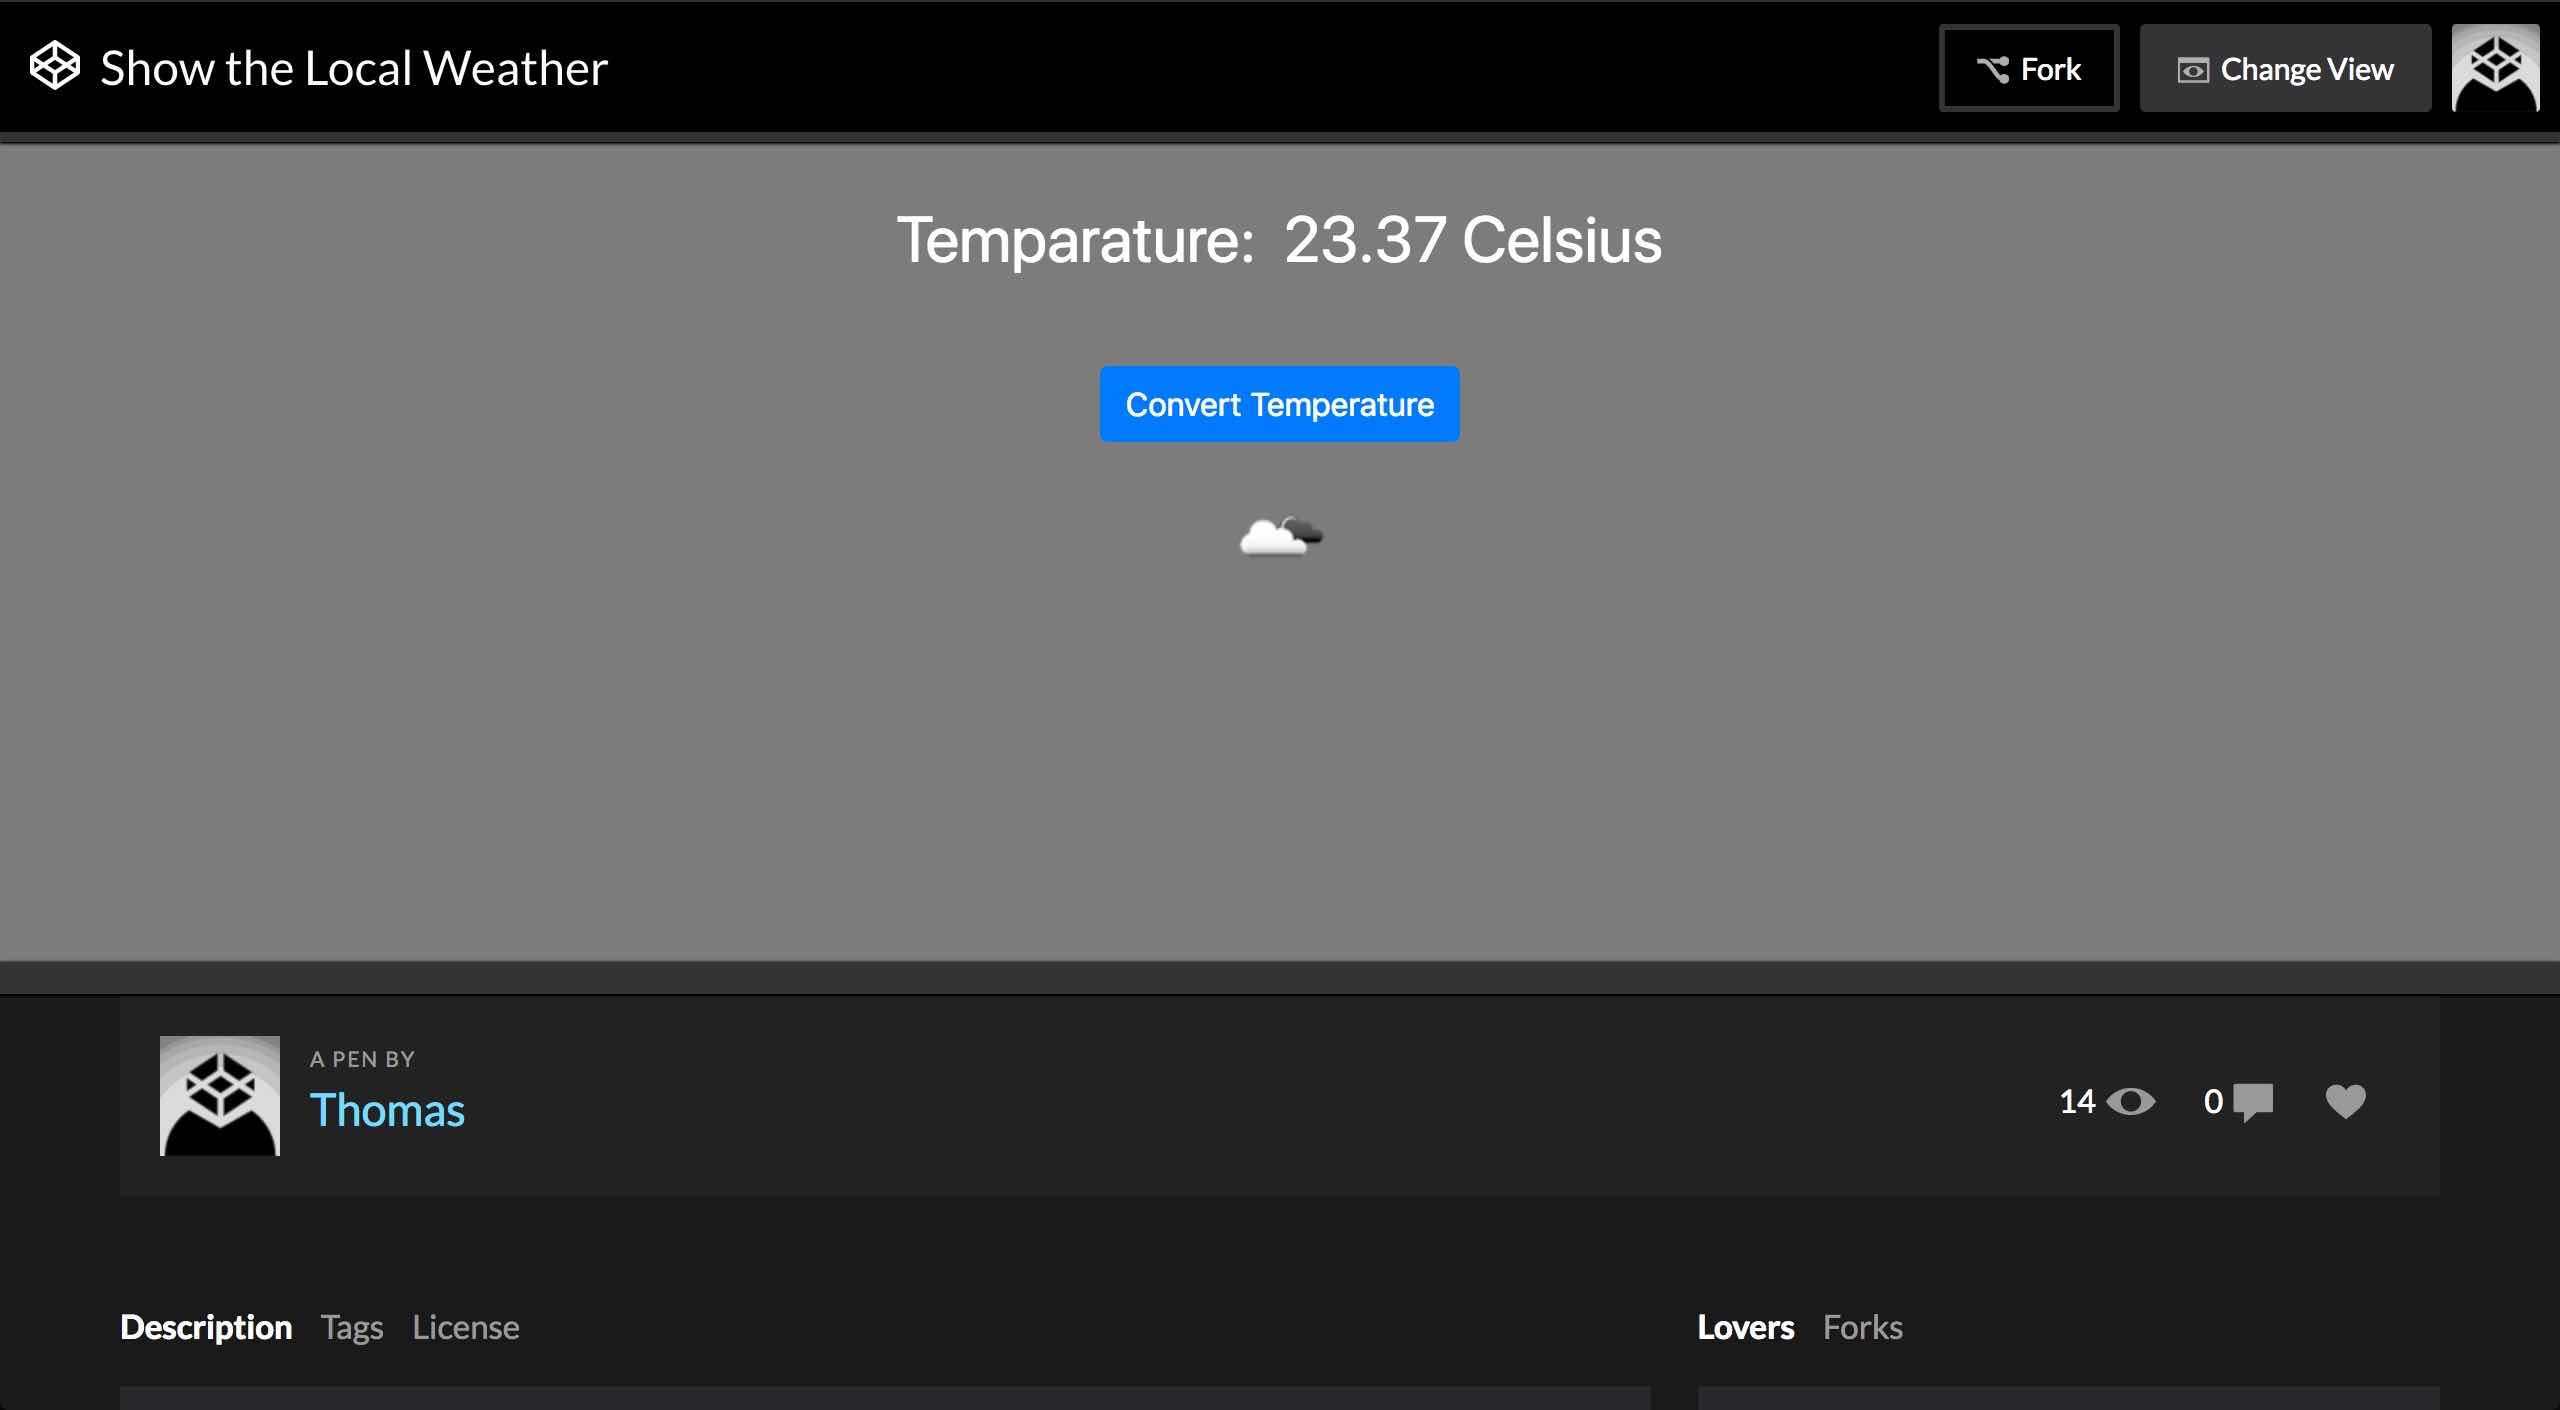 Show the Local Weather
Fork
Change View
Temparature: 23.37 Celsius
Convert Temperature
A PEN BY
Thomas
14
0
Description Tags License
Lovers Forks